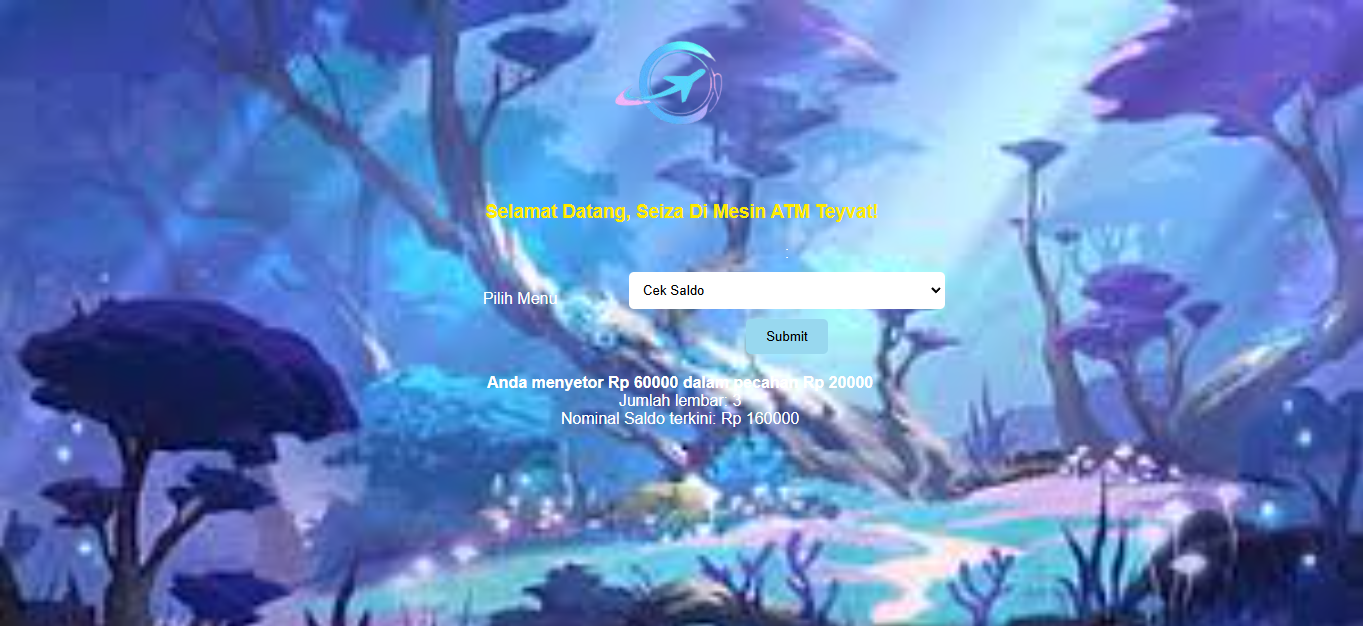 Selamat Datang, Seiza Di Mesin ATM Teyvat!
:
Pilih Menu
Cek Saldo
Submit
Anda menyetor Rp 60000 dalam pecahan Rp 20000
Jumlah lembar: 3
Nominal Saldo terkini: Rp 160000